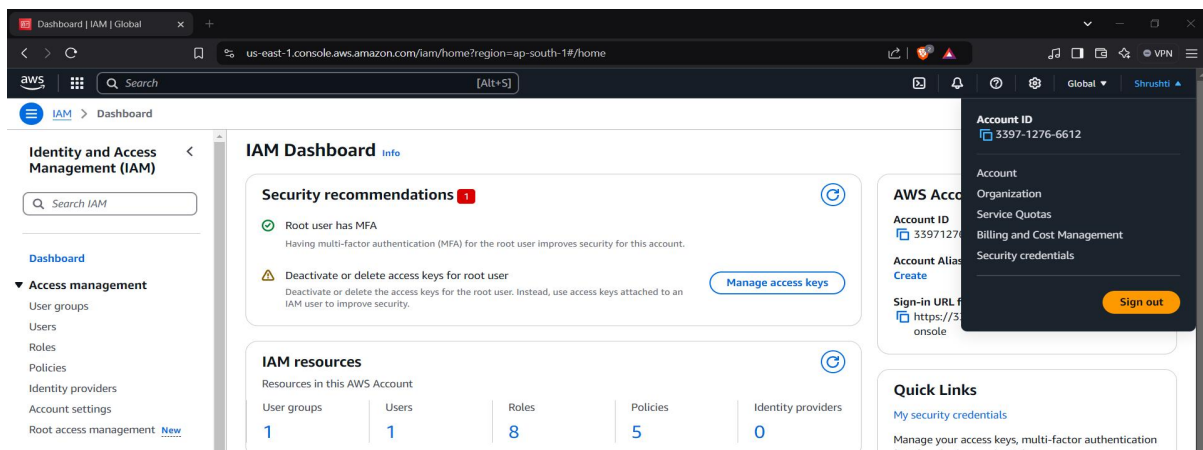 Dashboard | IAM | Global
us-east-1.console.aws.amazon.com/iam/home?region=ap-south-1#/home
VPN
aws
Search
[Alt+S]
Global
Shrushti
IAM > Dashboard
Identity and Access
Management (IAM)
Search IAM
Dashboard
Access management
User groups
Users
Roles
Policies
Identity providers
Account settings
Root access management New
IAM Dashboard Info
Security recommendations 1
Root user has MFA
Having multi-factor authentication (MFA) for the root user improves security for this account.
Deactivate or delete access keys for root user
Deactivate or delete the access keys for the root user. Instead, use access keys attached to an
IAM user to improve security.
Manage access keys
IAM resources
Resources in this AWS Account
User groups
Users
Roles
Policies
Identity providers
1
1
8
5
0
AWS Acco
Account ID
33971276
Account Alias
Create
Sign-in URL f
https://33
onsole
Quick Links
My security credentials
Manage your access keys, multi-factor authentication
Account ID
3397-1276-6612
Account
Organization
Service Quotas
Billing and Cost Management
Security credentials
Sign out